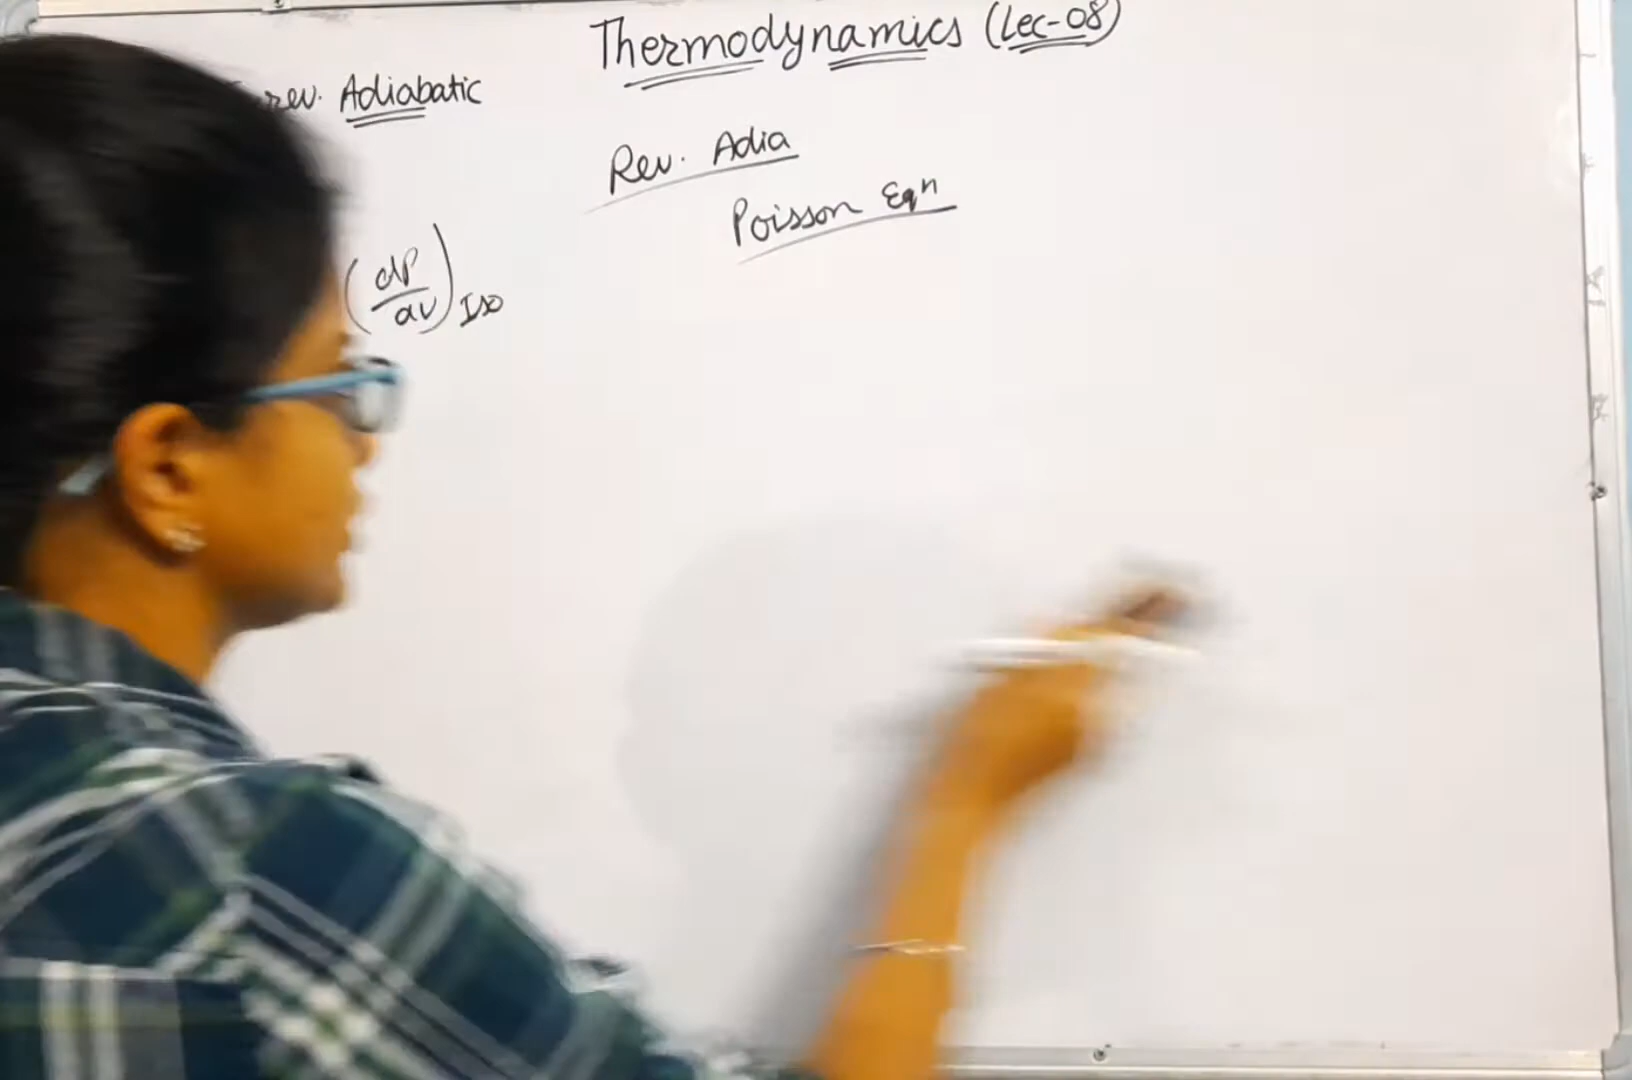 Thermodynamics (Lec-08)
rev. Adiabatic
Rev. Adia
Poisson Eqn
(dP/dv)Iso